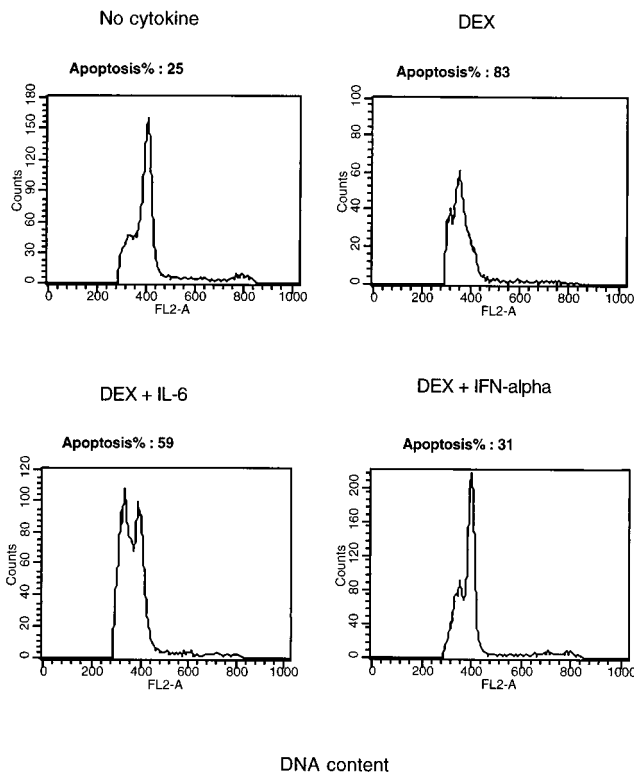 No cytokine
Apoptosis% : 25
180
150
120
90
60
30
0
Counts
0 200 400 600 800 1000
FL2-A
DEX
Apoptosis% : 83
100
80
60
40
20
0
Counts
0 200 400 600 800 1000
FL2-A
DEX + IL-6
Apoptosis% : 59
120
100
80
60
40
20
0
Counts
0 200 400 600 800 1000
FL2-A
DEX + IFN-alpha
Apoptosis% : 31
200
160
120
80
40
0
Counts
0 200 400 600 800 1000
FL2-A
DNA content